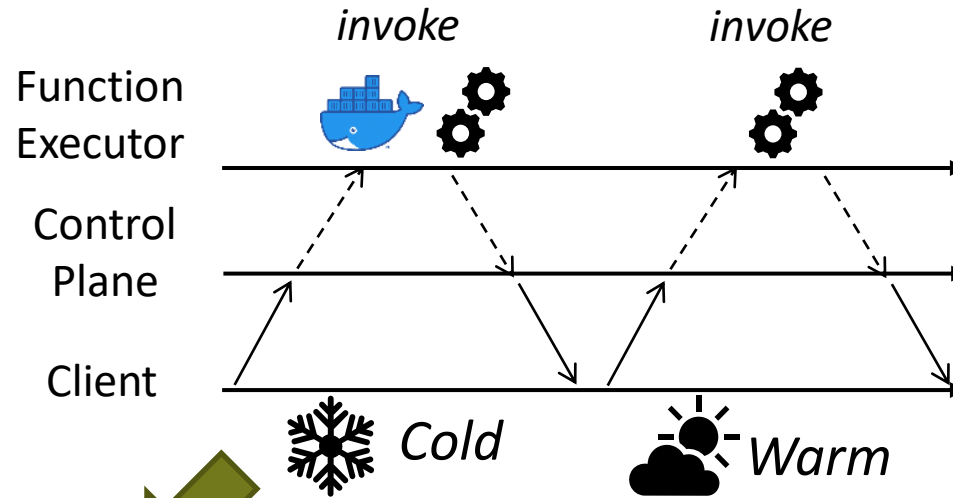 invoke
invoke
Function
Executor
Control
Plane
Client
Cold
Warm